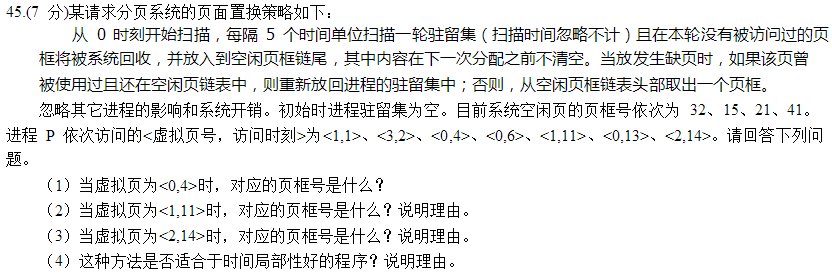 45.(7 分)某请求分页系统的页面置换策略如下：
从 0 时刻开始扫描，每隔 5 个时间单位扫描一轮驻留集（扫描时间忽略不计）且在本轮没有被访问过的页
框将被系统回收，并放入到空闲页框链尾，其中内容在下一次分配之前不清空。当放发生缺页时，如果该页曾
被使用过且还在空闲页链表中，则重新放回进程的驻留集中；否则，从空闲页框链表头部取出一个页框。
忽略其它进程的影响和系统开销。初始时进程驻留集为空。目前系统空闲页的页框号依次为 32、15、21、41。
进程 P 依次访问的<虚拟页号，访问时刻>为<1,1>、<3,2>、<0,4>、<0,6>、<1,11>、<0,13>、<2,14>。请回答下列问
题。
（1）当虚拟页为<0,4>时，对应的页框号是什么？
（2）当虚拟页为<1,11>时，对应的页框号是什么？说明理由。
（3）当虚拟页为<2,14>时，对应的页框号是什么？说明理由。
（4）这种方法是否适合于时间局部性好的程序？说明理由。